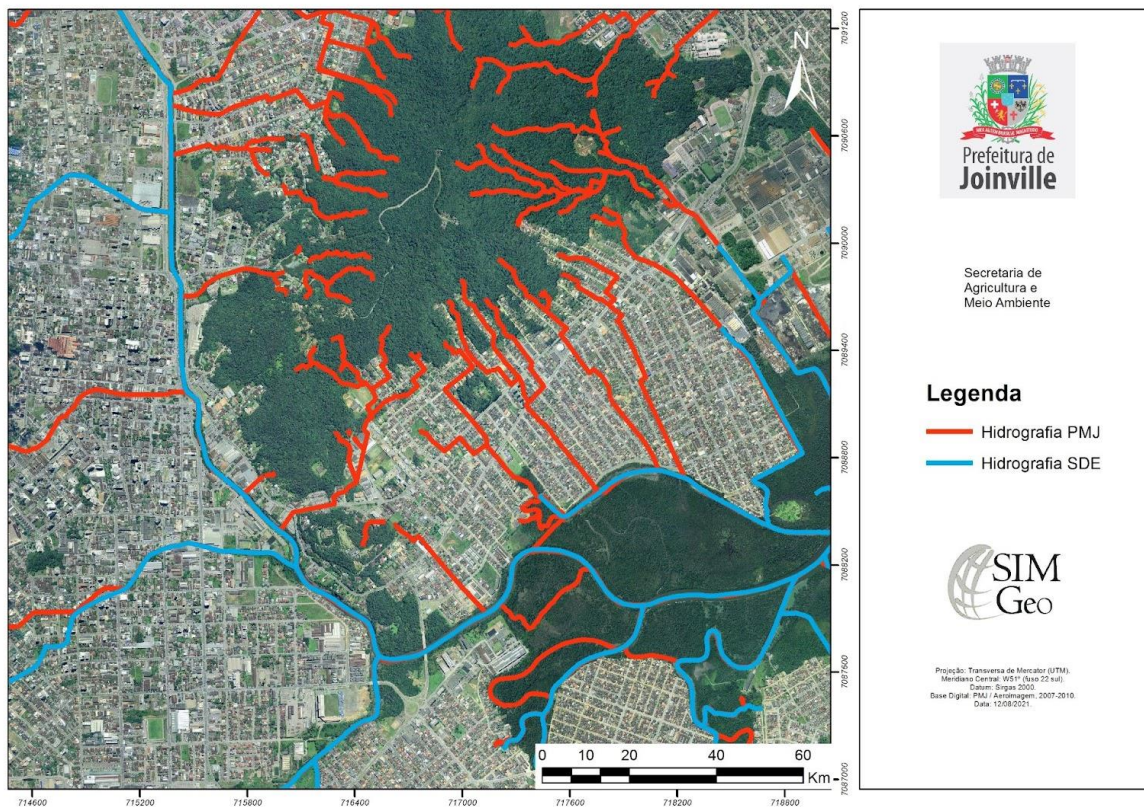 7091200
7090600
7090000
7089400
7088800
7088200
7087600
7087000
714600
715200
715800
716400
717000
717600
718200
718800
N
0 10 20 40 60
Km
Prefeitura de
Joinville
Secretaria de
Agricultura e
Meio Ambiente
Legenda
Hidrografia PMJ
Hidrografia SDE
SIM
Geo
Projeção: Transversa de Mercator (UTM).
Meridiano Central: W51º (fuso 22 sul).
Datum: Sirgas 2000.
Base Digital: PMJ / Aeroimagem, 2007-2010.
Data: 12/08/2021.